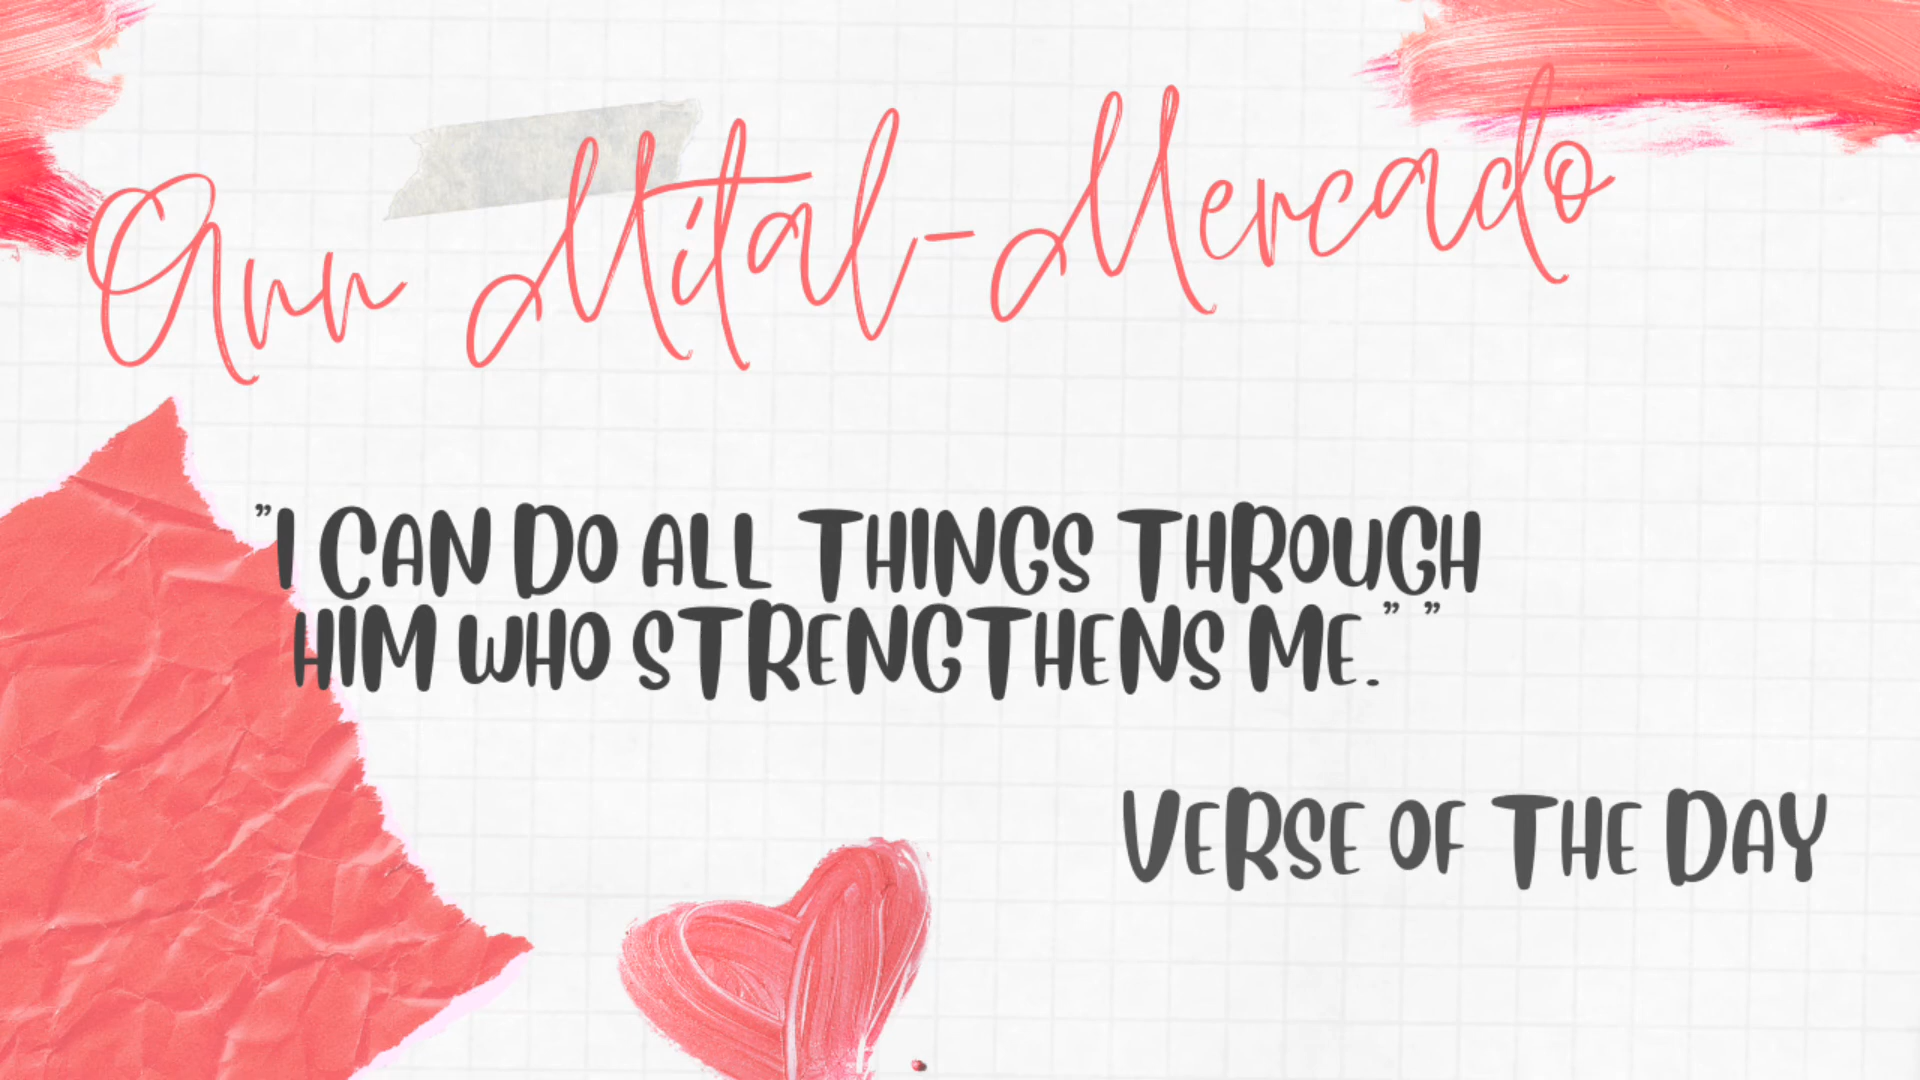 Ann Mital-Mercado
"I CAN DO ALL THINGS THROUGH
HIM WHO STRENGTHENS ME." "
VERSE OF THE DAY